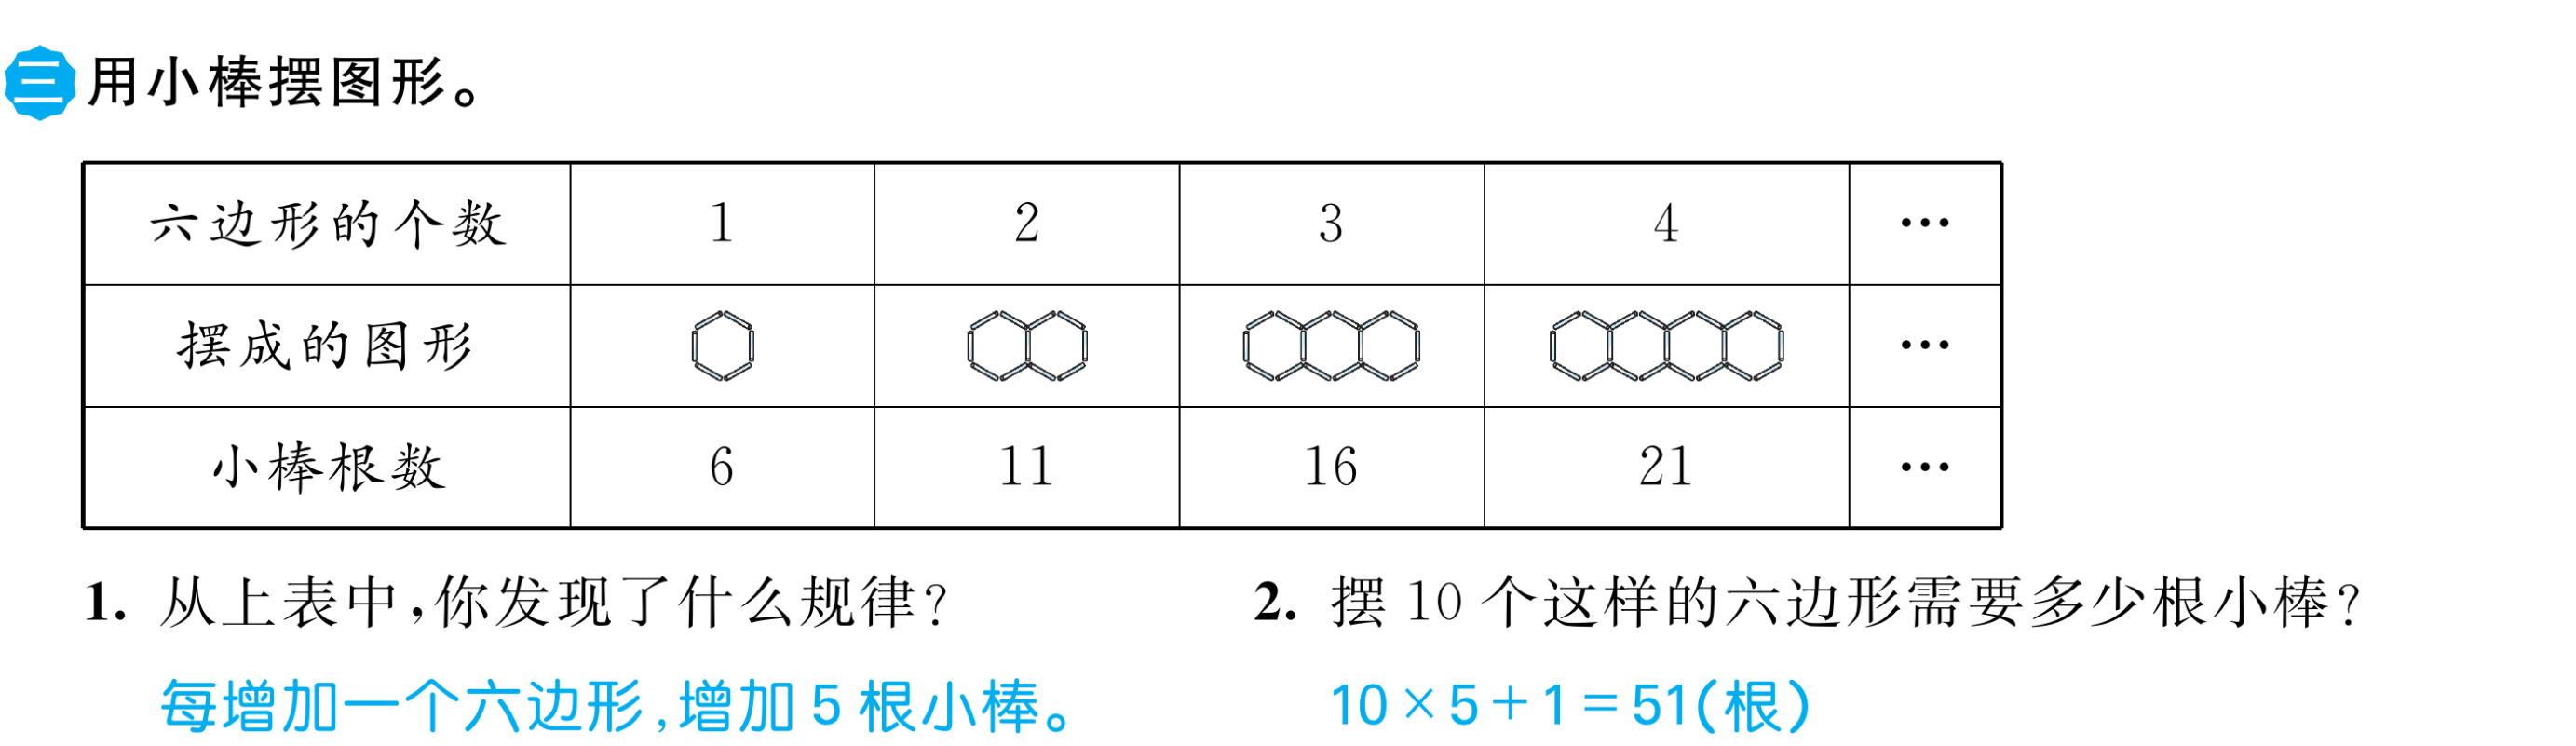 三 用小棒摆图形。
六边形的个数 1 2 3 4 …
摆成的图形 …
小棒根数 6 11 16 21 …
1. 从上表中,你发现了什么规律?
2. 摆 10 个这样的六边形需要多少根小棒?
每增加一个六边形,增加 5 根小棒。
10×5+1=51(根)